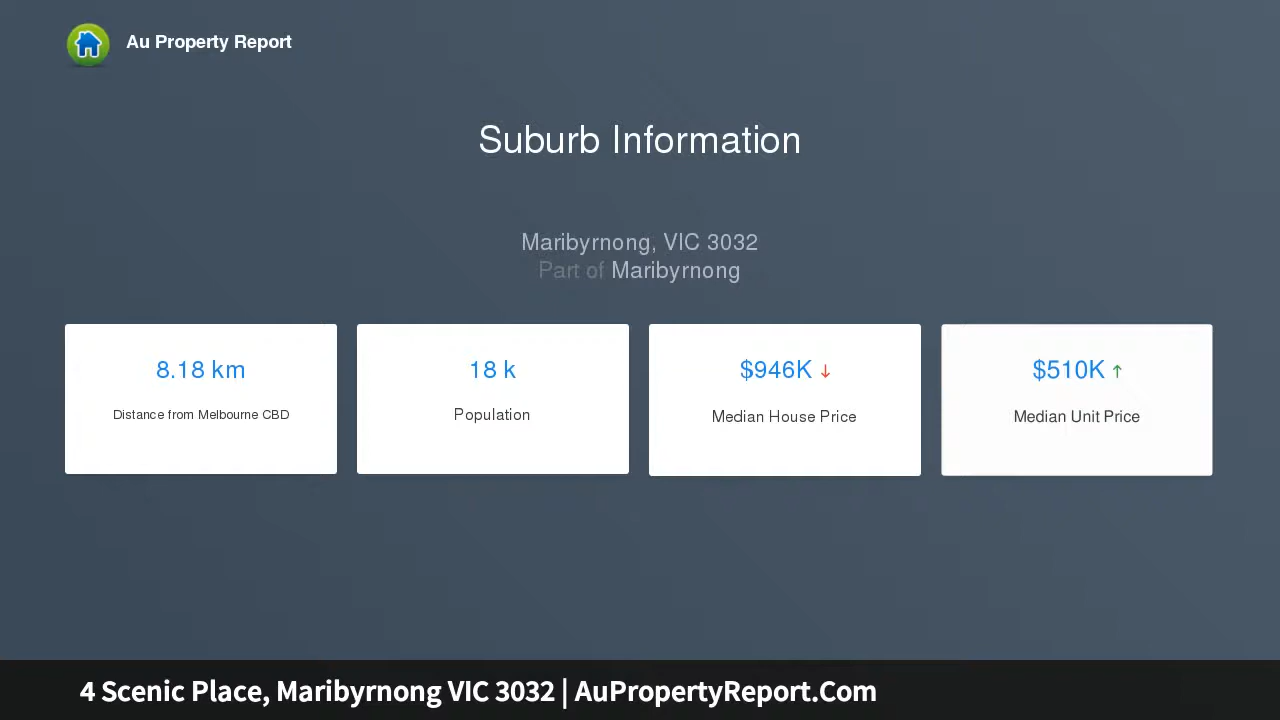 Au Property Report
Suburb Information
Maribyrnong, VIC 3032
Part of Maribyrnong
8.18 km
Distance from Melbourne CBD
18 k
Population
$946K ↓
Median House Price
$510K ↑
Median Unit Price
4 Scenic Place, Maribyrnong VIC 3032 | AuPropertyReport.Com